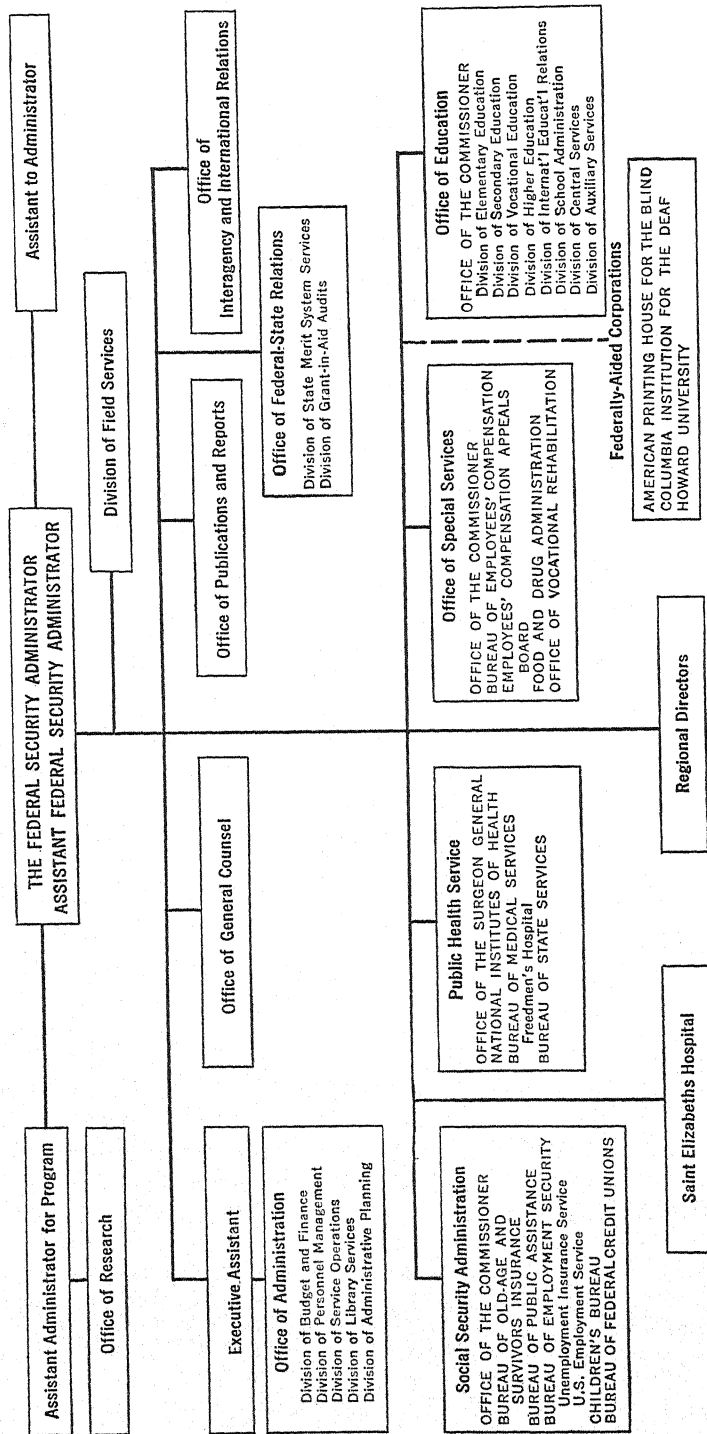 THE FEDERAL SECURITY ADMINISTRATOR
ASSISTANT FEDERAL SECURITY ADMINISTRATOR
Assistant Administrator for Program
Assistant to Administrator
Office of Research
Division of Field Services
Executive Assistant
Office of General Counsel
Office of Publications and Reports
Office of
Interagency and International Relations
Office of Administration
Division of Budget and Finance
Division of Personnel Management
Division of Service Operations
Division of Library Services
Division of Administrative Planning
Office of Federal-State Relations
Division of State Merit System Services
Division of Grant-in-Aid Audits
Social Security Administration
OFFICE OF THE COMMISSIONER
BUREAU OF OLD-AGE AND
SURVIVORS INSURANCE
BUREAU OF PUBLIC ASSISTANCE
BUREAU OF EMPLOYMENT SECURITY
Unemployment Insurance Service
U.S. Employment Service
CHILDREN'S BUREAU
BUREAU OF FEDERAL CREDIT UNIONS
Public Health Service
OFFICE OF THE SURGEON GENERAL
NATIONAL INSTITUTES OF HEALTH
BUREAU OF MEDICAL SERVICES
Freedmen's Hospital
BUREAU OF STATE SERVICES
Office of Special Services
OFFICE OF THE COMMISSIONER
BUREAU OF EMPLOYEES' COMPENSATION
EMPLOYEES' COMPENSATION APPEALS
BOARD
FOOD AND DRUG ADMINISTRATION
OFFICE OF VOCATIONAL REHABILITATION
Office of Education
OFFICE OF THE COMMISSIONER
Division of Elementary Education
Division of Secondary Education
Division of Vocational Education
Division of Higher Education
Division of Internat'l Educat'l Relations
Division of School Administration
Division of Central Services
Division of Auxiliary Services
Federally-Aided Corporations
AMERICAN PRINTING HOUSE FOR THE BLIND
COLUMBIA INSTITUTION FOR THE DEAF
HOWARD UNIVERSITY
Saint Elizabeths Hospital
Regional Directors